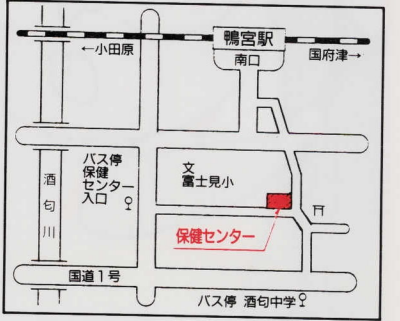 鴨宮駅
←小田原
南口
国府津→
バス停
保健
センター
入口
文
富士見小
酒匂川
保健センター
国道1号
バス停 酒匂中学